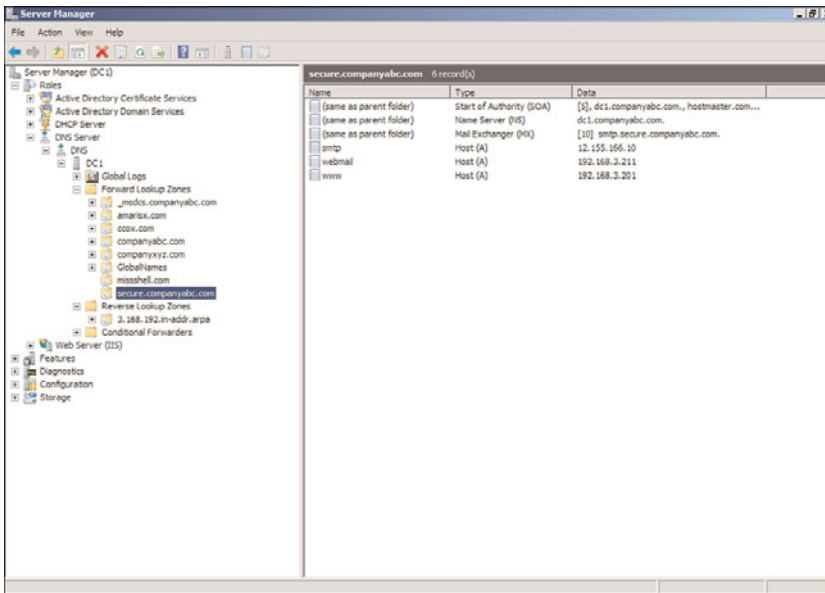 Server Manager
File Action View Help
Server Manager (DC1)
Roles
Active Directory Certificate Services
Active Directory Domain Services
DHCP Server
DNS Server
DNS
DC1
Global Logs
Forward Lookup Zones
_msdcs.companyabc.com
amarisx.com
ccox.com
companyabc.com
companyxyz.com
GlobalNames
missshell.com
secure.companyabc.com
Reverse Lookup Zones
3.168.192.in-addr.arpa
Conditional Forwarders
Web Server (IIS)
Features
Diagnostics
Configuration
Storage
secure.companyabc.com 6 record(s)
Name Type Data
(same as parent folder) Start of Authority (SOA) [5], dc1.companyabc.com., hostmaster.com...
(same as parent folder) Name Server (NS) dc1.companyabc.com.
(same as parent folder) Mail Exchanger (MX) [10] smtp.secure.companyabc.com.
smtp Host (A) 12.155.166.10
webmail Host (A) 192.168.3.211
www Host (A) 192.168.3.201